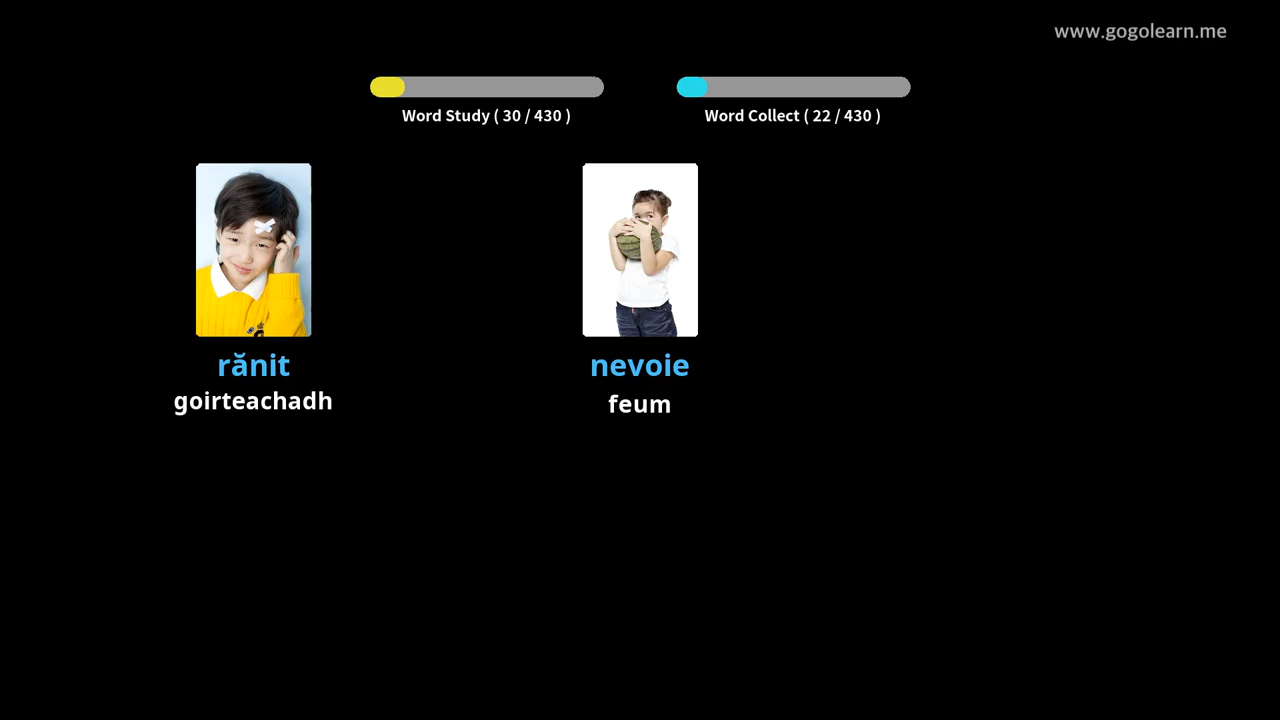 www.gogolearn.me
Word Study ( 30 / 430 )
Word Collect ( 22 / 430 )
rănit
goirteachadh
nevoie
feum